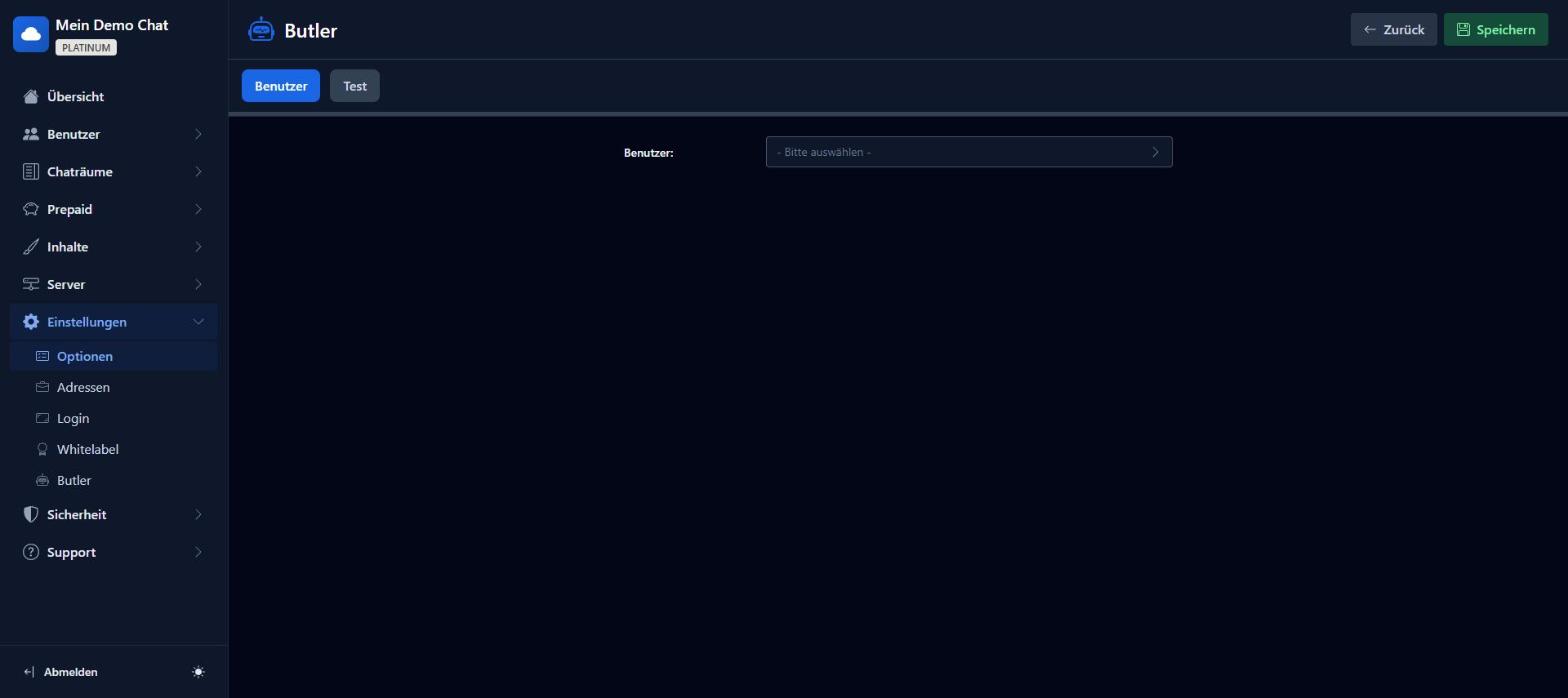 Mein Demo Chat
PLATINUM
Übersicht
Benutzer
Chaträume
Prepaid
Inhalte
Server
Einstellungen
Optionen
Adressen
Login
Whitelabel
Butler
Sicherheit
Support
Abmelden
Butler
Zurück
Speichern
Benutzer
Test
Benutzer:
- Bitte auswählen -